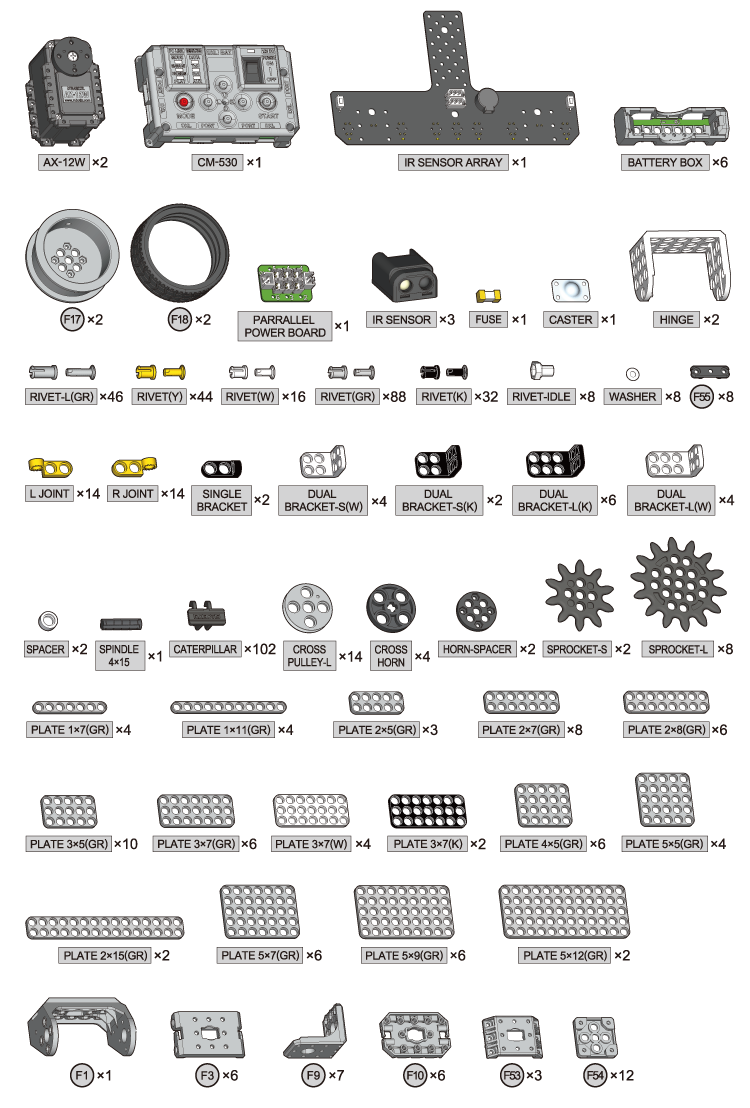 AX-12W ×2
CM-530 ×1
IR SENSOR ARRAY ×1
BATTERY BOX ×6
MODE
START
OFF
F17 ×2
F18 ×2
PARRALLEL
POWER BOARD ×1
IR SENSOR ×3
FUSE ×1
CASTER ×1
HINGE ×2
RIVET-L(GR) ×46
RIVET(Y) ×44
RIVET(W) ×16
RIVET(GR) ×88
RIVET(K) ×32
RIVET-IDLE ×8
WASHER ×8
F55 ×8
L JOINT ×14
R JOINT ×14
SINGLE
BRACKET ×2
DUAL
BRACKET-S(W) ×4
DUAL
BRACKET-S(K) ×2
DUAL
BRACKET-L(K) ×6
DUAL
BRACKET-L(W) ×4
SPACER ×2
SPINDLE
4×15 ×1
CATERPILLAR ×102
CROSS
PULLEY-L ×14
CROSS
HORN ×4
HORN-SPACER ×2
SPROCKET-S ×2
SPROCKET-L ×8
PLATE 1×7(GR) ×4
PLATE 1×11(GR) ×4
PLATE 2×5(GR) ×3
PLATE 2×7(GR) ×8
PLATE 2×8(GR) ×6
PLATE 3×5(GR) ×10
PLATE 3×7(GR) ×6
PLATE 3×7(W) ×4
PLATE 3×7(K) ×2
PLATE 4×5(GR) ×6
PLATE 5×5(GR) ×4
PLATE 2×15(GR) ×2
PLATE 5×7(GR) ×6
PLATE 5×9(GR) ×6
PLATE 5×12(GR) ×2
F1 ×1
F3 ×6
F9 ×7
F10 ×6
F53 ×3
F54 ×12